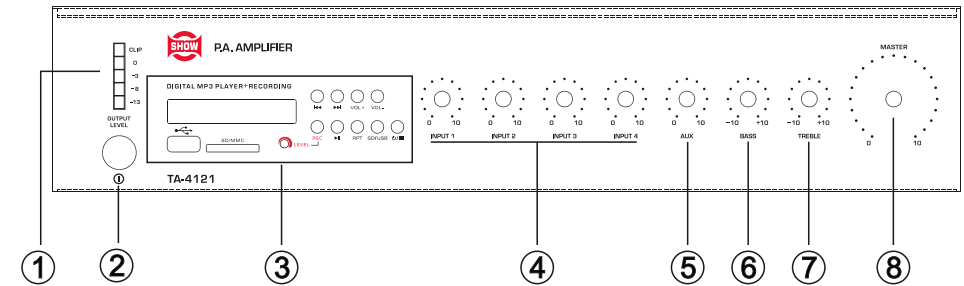 SHOW
P.A. AMPLIFIER
MASTER
CLIP
0
-3
-8
-13
OUTPUT
LEVEL
DIGITAL MP3 PLAYER+RECORDING
VOL+ VOL-
SD/MMC
LEVEL
REC RPT SD/USB
0 10
INPUT 1
0 10
INPUT 2
0 10
INPUT 3
0 10
INPUT 4
0 10
AUX
-10 +10
BASS
-10 +10
TREBLE
0 10
TA-4121
1 2 3 4 5 6 7 8